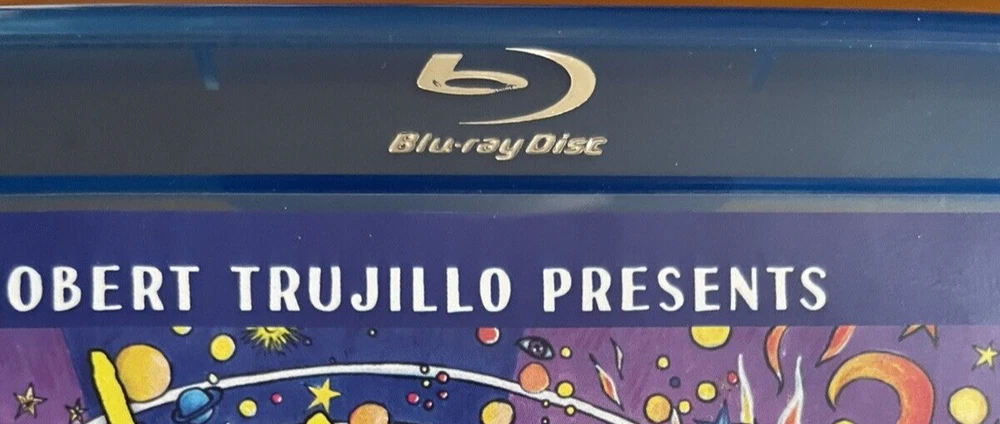 Blu-ray Disc
OBERT TRUJILLO PRESENTS